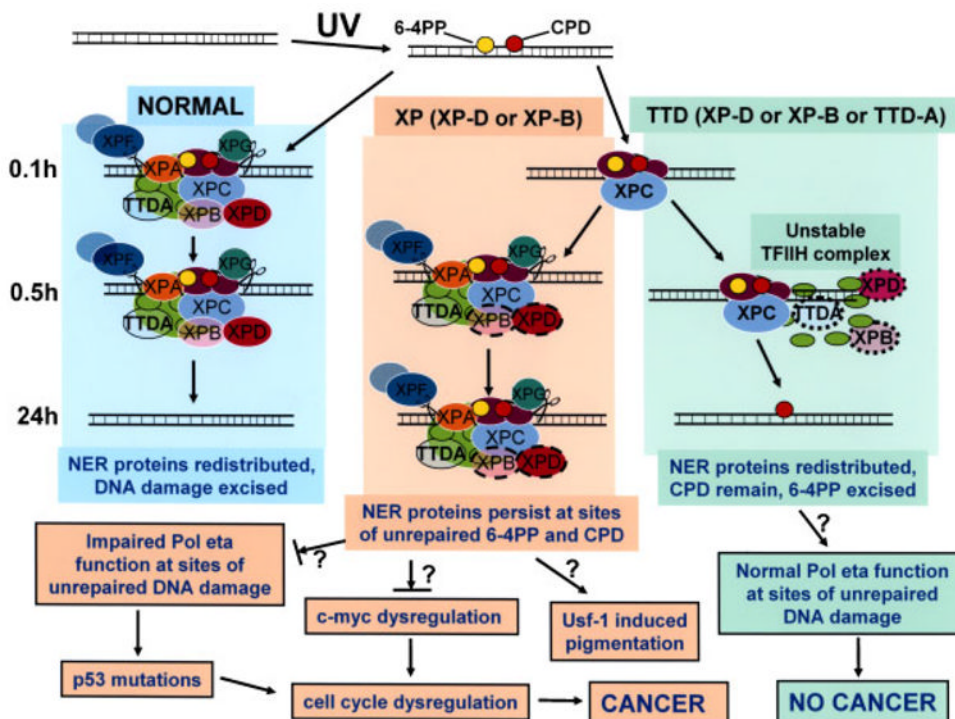 UV
6-4PP
CPD
NORMAL
XP (XP-D or XP-B)
TTD (XP-D or XP-B or TTD-A)
0.1h
XPF
XPA
XPG
XPC
TTDA
XPB
XPD
XPC
Unstable
TFIIH complex
0.5h
XPF
XPA
XPG
XPC
TTDA
XPB
XPD
XPF
XPA
XPG
XPC
TTDA
XPB
XPD
XPC
TTDA
XPD
XPB
24h
XPF
XPA
XPG
XPC
TTDA
XPB
XPD
NER proteins redistributed,
DNA damage excised
NER proteins persist at sites
of unrepaired 6-4PP and CPD
NER proteins redistributed,
CPD remain, 6-4PP excised
?
?
?
?
Impaired Pol eta
function at sites of
unrepaired DNA damage
c-myc dysregulation
Usf-1 induced
pigmentation
Normal Pol eta function
at sites of unrepaired
DNA damage
p53 mutations
cell cycle dysregulation
CANCER
NO CANCER